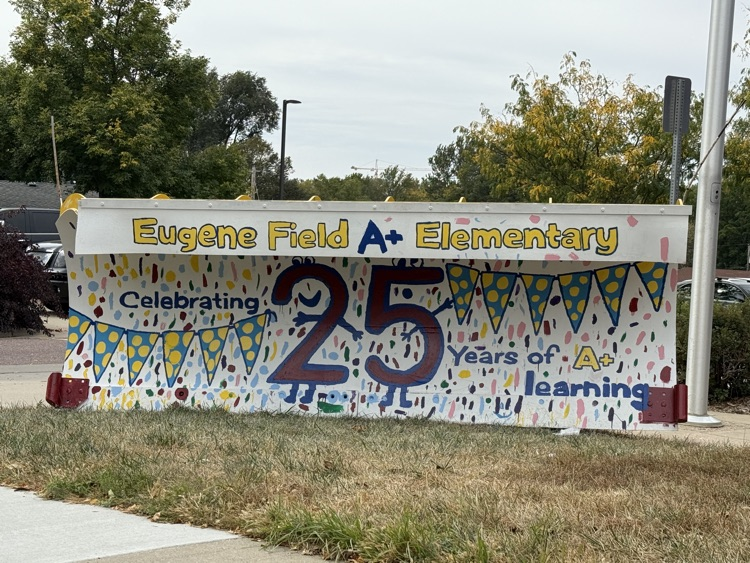 Eugene Field A+ Elementary
Celebrating 25 Years of A+
learning